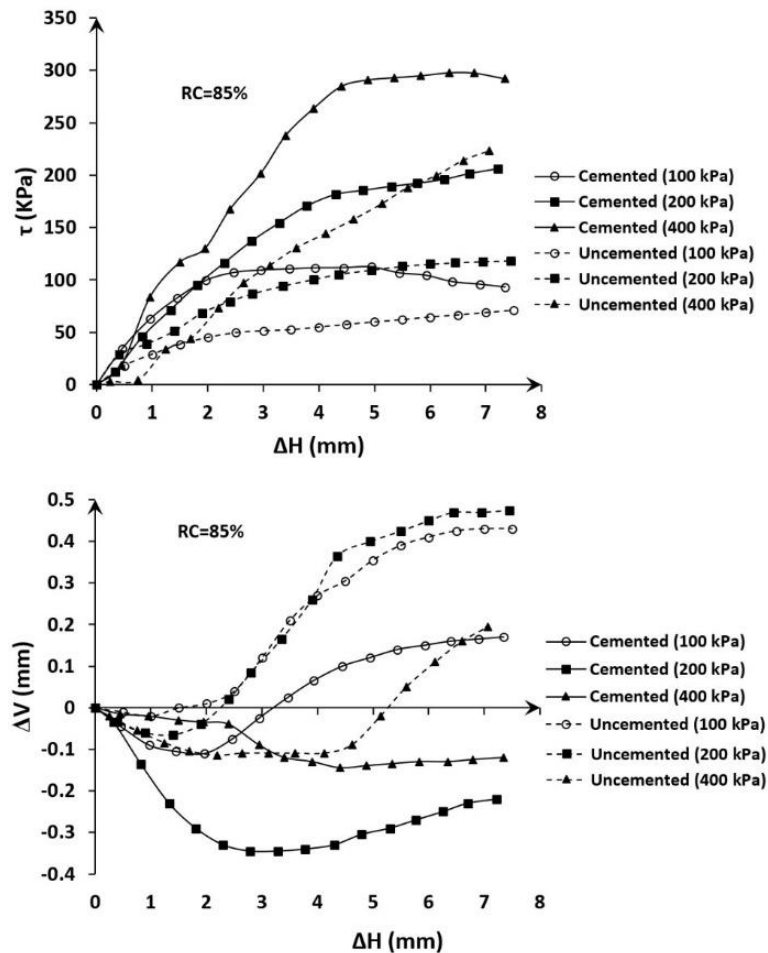 350
300
250
200
150
100
50
0
τ (KPa)
RC=85%
0 1 2 3 4 5 6 7 8
ΔH (mm)
Cemented (100 kPa)
Cemented (200 kPa)
Cemented (400 kPa)
Uncemented (100 kPa)
Uncemented (200 kPa)
Uncemented (400 kPa)
0.5
0.4
0.3
0.2
0.1
0
-0.1
-0.2
-0.3
-0.4
ΔV (mm)
RC=85%
0 1 2 3 4 5 6 7 8
ΔH (mm)
Cemented (100 kPa)
Cemented (200 kPa)
Cemented (400 kPa)
Uncemented (100 kPa)
Uncemented (200 kPa)
Uncemented (400 kPa)